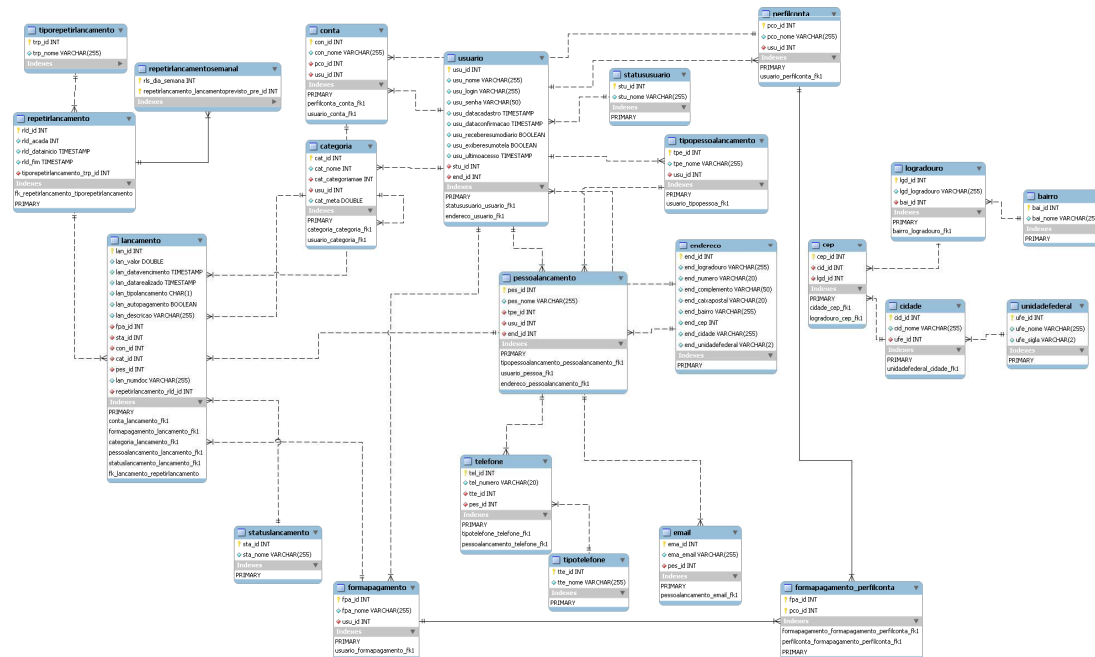 tiporepetirlancamento
trp_id INT
trp_nome VARCHAR(255)
Indexes
repetirlancamentosemanal
rls_dia_semana INT
repetirlancamento_lancamentoprevisto_pre_id INT
Indexes
repetirlancamento
rld_id INT
rld_acada INT
rld_datainicio TIMESTAMP
rld_fim TIMESTAMP
tiporepetirlancamento_trp_id INT
Indexes
fk_repetirlancamento_tiporepetirlancamento
PRIMARY
conta
con_id INT
con_nome VARCHAR(255)
pco_id INT
usu_id INT
Indexes
PRIMARY
perfilconta_conta_fk1
usuario_conta_fk1
categoria
cat_id INT
cat_nome INT
cat_categoriamae INT
usu_id INT
cat_meta DOUBLE
Indexes
PRIMARY
categoria_categoria_fk1
usuario_categoria_fk1
usuario
usu_id INT
usu_nome VARCHAR(255)
usu_login VARCHAR(255)
usu_senha VARCHAR(50)
usu_datacadastro TIMESTAMP
usu_dataconfirmacao TIMESTAMP
usu_receberesumodiario BOOLEAN
usu_exiberesumotela BOOLEAN
usu_ultimoacesso TIMESTAMP
stu_id INT
end_id INT
Indexes
PRIMARY
statususuario_usuario_fk1
endereco_usuario_fk1
perfilconta
pco_id INT
pco_nome VARCHAR(255)
usu_id INT
Indexes
PRIMARY
usuario_perfilconta_fk1
statususuario
stu_id INT
stu_nome VARCHAR(255)
Indexes
PRIMARY
tipopessoalancamento
tpe_id INT
tpe_nome VARCHAR(255)
usu_id INT
Indexes
PRIMARY
usuario_tipopessoa_fk1
logradouro
lgd_id INT
lgd_logradouro VARCHAR(255)
bai_id INT
Indexes
PRIMARY
bairro_logradouro_fk1
bairro
bai_id INT
bai_nome VARCHAR(25
Indexes
PRIMARY
lancamento
lan_id INT
lan_valor DOUBLE
lan_datavencimento TIMESTAMP
lan_datarealizado TIMESTAMP
lan_tipolancamento CHAR(1)
lan_autopagamento BOOLEAN
lan_descricao VARCHAR(255)
fpa_id INT
sta_id INT
con_id INT
cat_id INT
pes_id INT
lan_numdoc VARCHAR(255)
repetirlancamento_rld_id INT
Indexes
PRIMARY
conta_lancamento_fk1
formapagamento_lancamento_fk1
categoria_lancamento_fk1
pessoalancamento_lancamento_fk1
statuslancamento_lancamento_fk1
fk_lancamento_repetirlancamento
pessoalancamento
pes_id INT
pes_nome VARCHAR(255)
tpe_id INT
usu_id INT
end_id INT
Indexes
PRIMARY
tipopessoalancamento_pessoalancamento_fk1
usuario_pessoa_fk1
endereco_pessoalancamento_fk1
endereco
end_id INT
end_logradouro VARCHAR(255)
end_numero VARCHAR(20)
end_complemento VARCHAR(50)
end_caixapostal VARCHAR(20)
end_bairro VARCHAR(255)
end_cep INT
end_cidade VARCHAR(255)
end_unidadefederal VARCHAR(2)
Indexes
PRIMARY
cep
cep_id INT
cid_id INT
lgd_id INT
Indexes
PRIMARY
cidade_cep_fk1
logradouro_cep_fk1
cidade
cid_id INT
cid_nome VARCHAR(255)
ufe_id INT
Indexes
PRIMARY
unidadefederal_cidade_fk1
unidadefederal
ufe_id INT
ufe_nome VARCHAR(255)
ufe_sigla VARCHAR(2)
Indexes
PRIMARY
telefone
tel_id INT
tel_numero VARCHAR(20)
tte_id INT
pes_id INT
Indexes
PRIMARY
tipotelefone_telefone_fk1
pessoalancamento_telefone_fk1
statuslancamento
sta_id INT
sta_nome VARCHAR(255)
Indexes
PRIMARY
tipotelefone
tte_id INT
tte_nome VARCHAR(255)
Indexes
PRIMARY
email
ema_id INT
ema_email VARCHAR(255)
pes_id INT
Indexes
PRIMARY
pessoalancamento_email_fk1
formapagamento
fpa_id INT
fpa_nome VARCHAR(255)
usu_id INT
Indexes
PRIMARY
usuario_formapagamento_fk1
formapagamento_perfilconta
fpa_id INT
pco_id INT
Indexes
formapagamento_formapagamento_perfilconta_fk1
perfilconta_formapagamento_perfilconta_fk1
PRIMARY